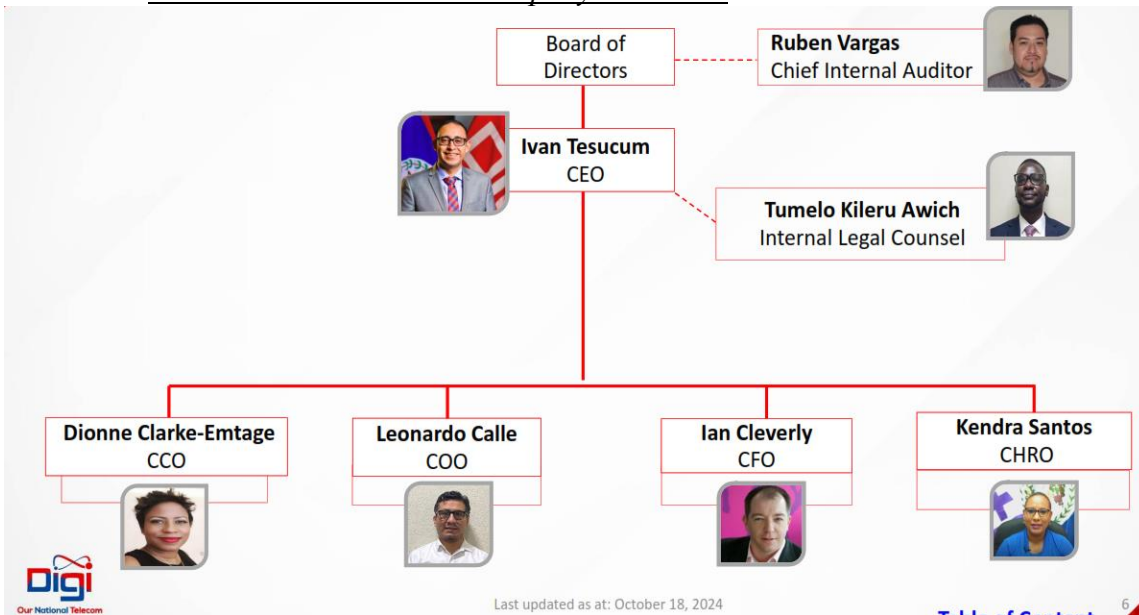 Board of
Directors
Ruben Vargas
Chief Internal Auditor
Ivan Tesucum
CEO
Tumelo Kileru Awich
Internal Legal Counsel
Dionne Clarke-Emtage
CCO
Leonardo Calle
COO
Ian Cleverly
CFO
Kendra Santos
CHRO
Digi
Our National Telecom
Last updated as at: October 18, 2024
6